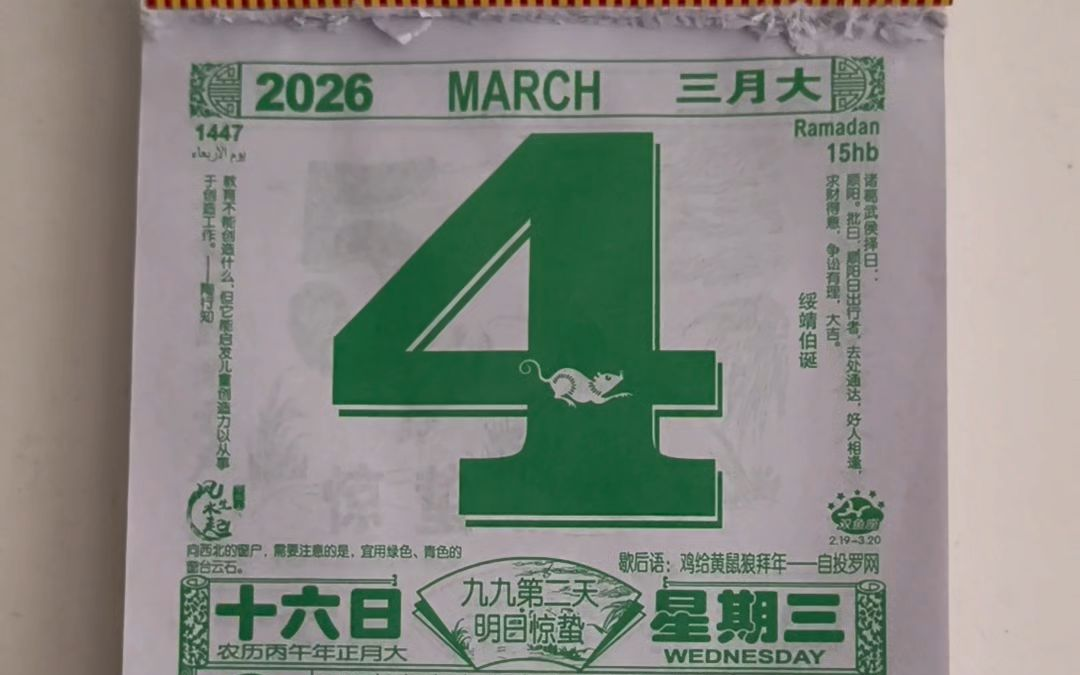 2026 MARCH 三月大
1447
يوم الأربعاء
Ramadan
15hb
4
诸葛武侯择日：
顺阳。批曰：顺阳日出行者，去处通达，好人相逢，
求财得意，争讼有理，大吉。
绥靖伯诞
教育不能创造什么，但它能启发儿童创造力以从事
于创造工作。——陶行知
双鱼座
2.19-3.20
向西北的窗户，需要注意的是，宜用绿色、青色的
窗台云石。
歇后语：鸡给黄鼠狼拜年——自投罗网
十六日
农历丙午年正月大
九九第二天
明日惊蛰
星期三
WEDNESDAY